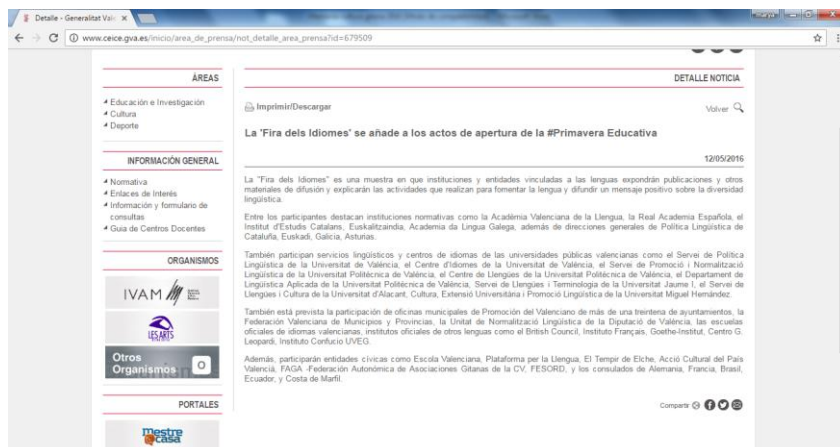 Detalle - Generalitat Vale
www.ceice.gva.es/inicio/area_de_prensa/not_detalle_area_prensa?id=679509
ÁREAS
Educación e Investigación
Cultura
Deporte
INFORMACIÓN GENERAL
Normativa
Enlaces de Interés
Información y formulario de
consultas
Guia de Centros Docentes
ORGANISMOS
IVAM
LES ARTS
Otros
Organismos
PORTALES
mestre
casa
DETALLE NOTICIA
Imprimir/Descargar
Volver
La 'Fira dels Idiomes' se añade a los actos de apertura de la #Primavera Educativa
12/05/2016
La "Fira dels Idiomes" es una muestra en que instituciones y entidades vinculadas a las lenguas expondrán publicaciones y otros
materiales de difusión y explicarán las actividades que realizan para fomentar la lengua y difundir un mensaje positivo sobre la diversidad
lingüística.
Entre los participantes destacan instituciones normativas como la Acadèmia Valenciana de la Llengua, la Real Academia Española, el
Institut d'Estudis Catalans, Euskalitzaindia, Academia da Lingua Galega, además de direcciones generales de Política Lingüística de
Cataluña, Euskadi, Galicia, Asturias.
También participan servicios lingüísticos y centros de idiomas de las universidades públicas valencianas como el Servei de Política
Lingüística de la Universitat de València, el Centre d'Idiomes de la Universitat de València, el Servei de Promoció i Normalització
Lingüística de la Universitat Politècnica de València, el Centre de Llengües de la Universitat Politècnica de València, el Departament de
Lingüística Aplicada de la Universitat Politècnica de València, Servei de Llengües i Terminologia de la Universitat Jaume I, el Servei de
Llengües i Cultura de la Universitat d'Alacant, Cultura, Extensió Universitària i Promoció Lingüística de la Universitat Miguel Hernández.
También está prevista la participación de oficinas municipales de Promoción del Valenciano de más de una treintena de ayuntamientos, la
Federación Valenciana de Municipios y Provincias, la Unitat de Normalització Lingüística de la Diputació de València, las escuelas
oficiales de idiomas valencianas, institutos oficiales de otros lenguas como el British Council, Instituto Français, Goethe-Institut, Centro G.
Leopardi, Instituto Confucio UVEG.
Además, participarán entidades cívicas como Escola Valenciana, Plataforma per la Llengua, El Tempir de Elche, Acció Cultural del País
Valencià, FAGA -Federación Autonómica de Asociaciones Gitanas de la CV, FESORD, y los consulados de Alemania, Francia, Brasil,
Ecuador, y Costa de Marfil.
Compartir